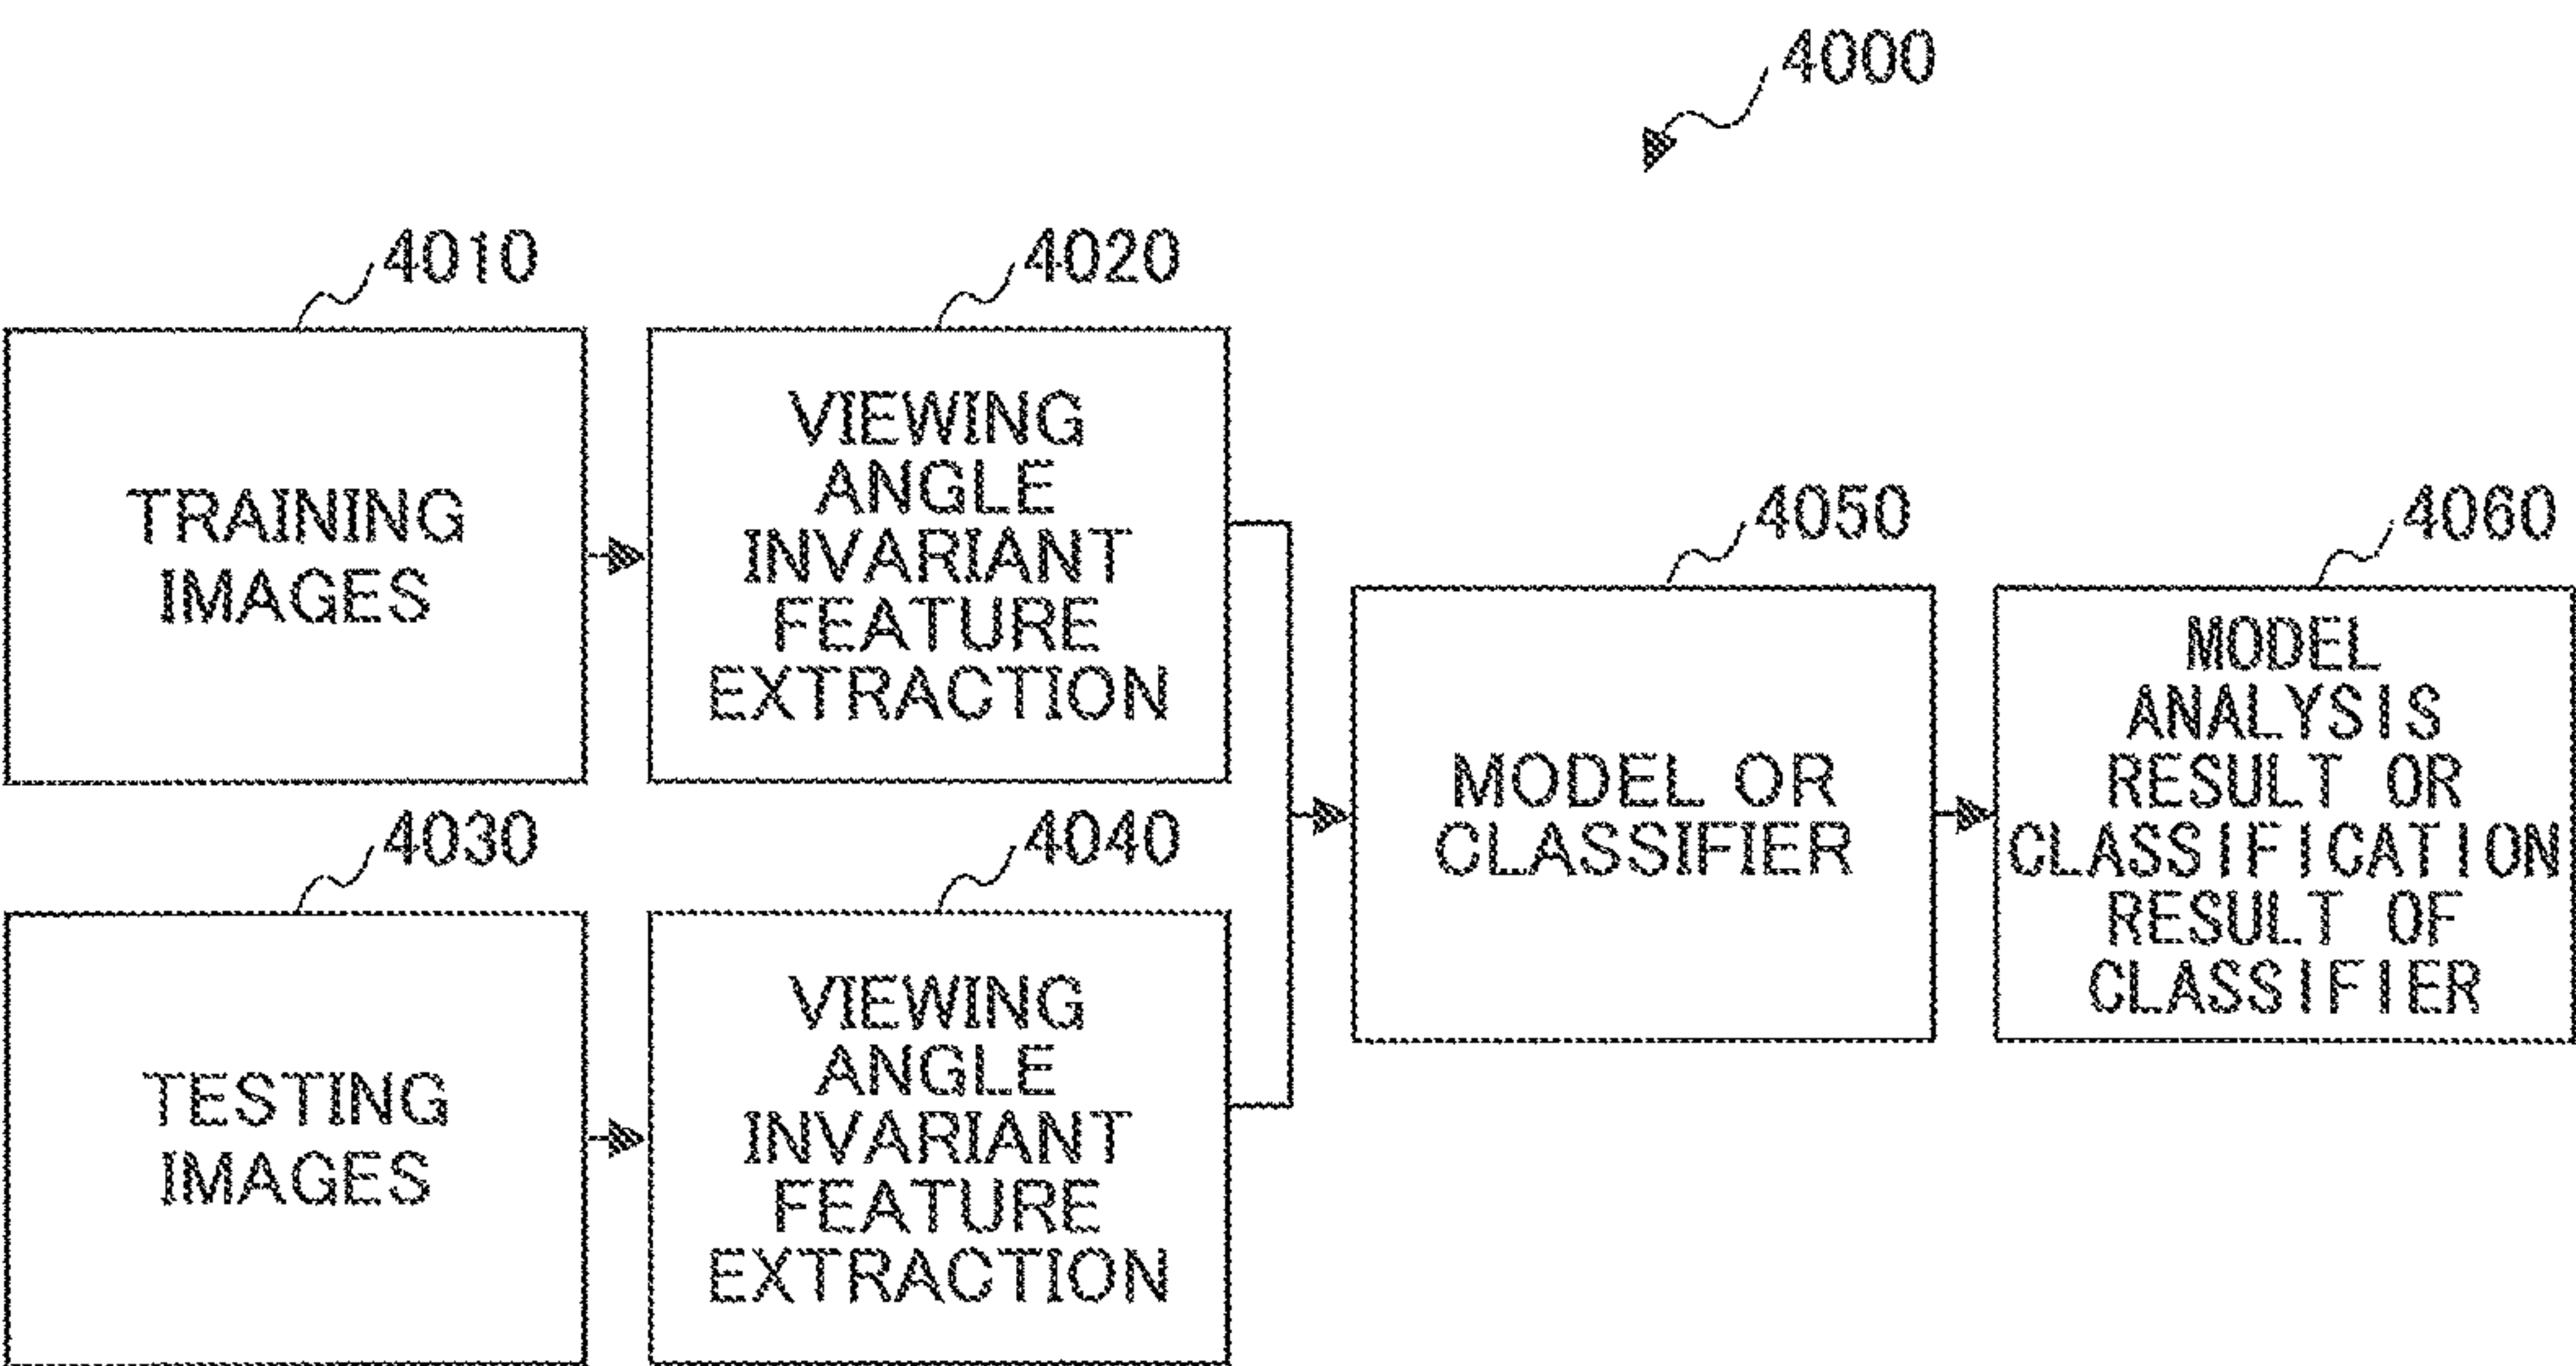 4000
4010
TRAINING
IMAGES
4020
VIEWING
ANGLE
INVARIANT
FEATURE
EXTRACTION
4030
TESTING
IMAGES
4040
VIEWING
ANGLE
INVARIANT
FEATURE
EXTRACTION
4050
MODEL OR
CLASSIFIER
4060
MODEL
ANALYSIS
RESULT OR
CLASSIFICATION
RESULT OF
CLASSIFIER